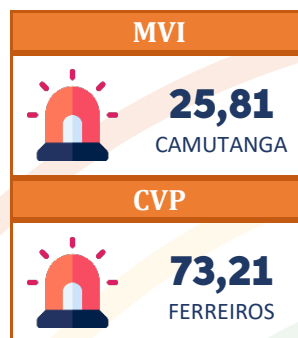 MVI
25,81
CAMUTANGA
CVP
73,21
FERREIROS